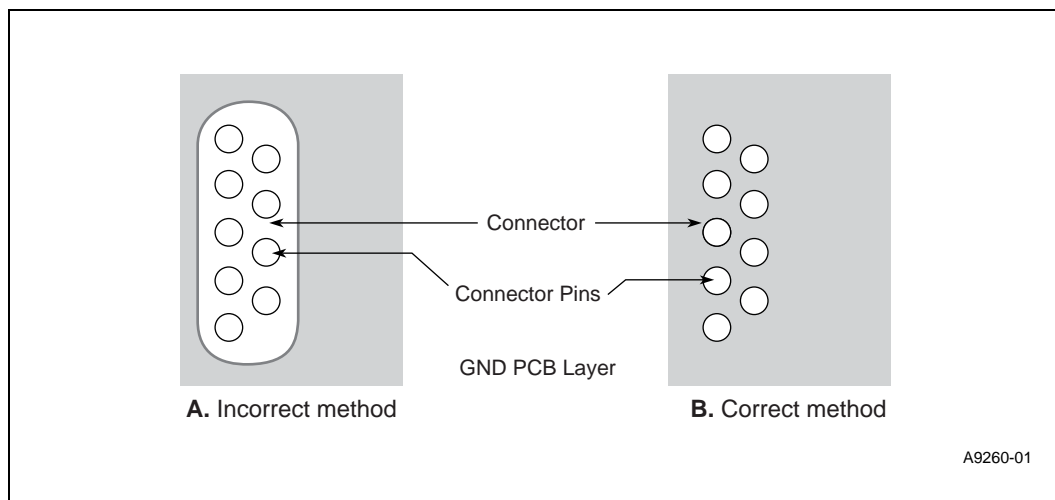 Connector
Connector Pins
GND PCB Layer
A. Incorrect method
B. Correct method
A9260-01